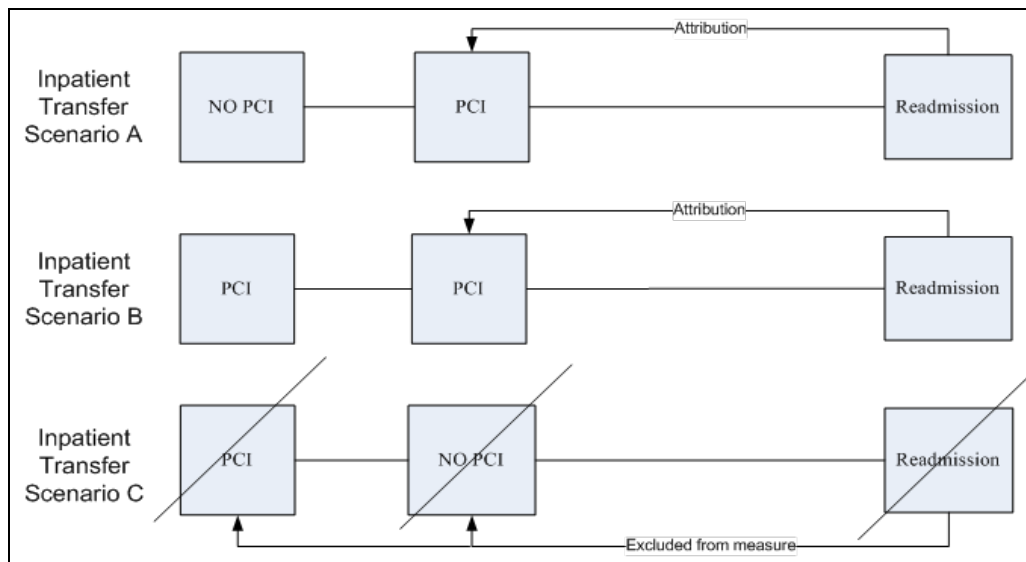 Attribution
Inpatient
Transfer
Scenario A
NO PCI
PCI
Readmission
Attribution
Inpatient
Transfer
Scenario B
PCI
PCI
Readmission
Inpatient
Transfer
Scenario C
PCI
NO PCI
Readmission
Excluded from measure